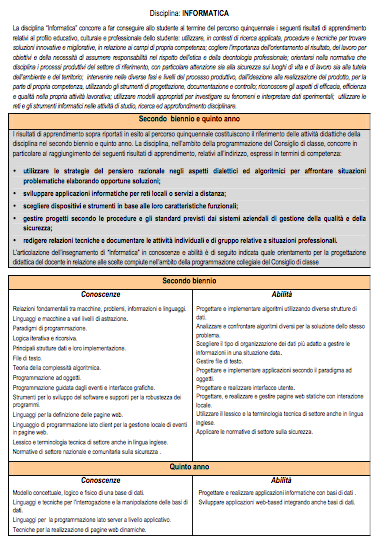 Disciplina: INFORMATICA
La disciplina "Informatica" concorre a far conseguire allo studente al termine del percorso quinquennale i seguenti risultati di apprendimento
relativi al profilo educativo, culturale e professionale dello studente: utilizzare, in contesti di ricerca applicata, procedure e tecniche per trovare
soluzioni innovative e migliorative, in relazione ai campi di propria competenza; cogliere l'importanza dell'orientamento al risultato, del lavoro per
obiettivi e della necessità di assumere responsabilità nel rispetto dell'etica e della deontologia professionale; orientarsi nella normativa che
disciplina i processi produttivi del settore di riferimento, con particolare attenzione sia alla sicurezza sui luoghi di vita e di lavoro sia alla tutela
dell'ambiente e del territorio; intervenire nelle diverse fasi e livelli del processo produttivo, dall'ideazione alla realizzazione del prodotto, per la
parte di propria competenza, utilizzando gli strumenti di progettazione, documentazione e controllo; riconoscere gli aspetti di efficacia, efficienza
e qualità nella propria attività lavorativa; utilizzare modelli appropriati per investigare su fenomeni e interpretare dati sperimentali; utilizzare le
reti e gli strumenti informatici nelle attività di studio, ricerca ed approfondimento disciplinare.
Secondo biennio e quinto anno
I risultati di apprendimento sopra riportati in esito al percorso quinquennale costituiscono il riferimento delle attività didattiche della
disciplina nel secondo biennio e quinto anno. La disciplina, nell'ambito della programmazione del Consiglio di classe, concorre in
particolare al raggiungimento dei seguenti risultati di apprendimento, relativi all'indirizzo, espressi in termini di competenza:
• utilizzare le strategie del pensiero razionale negli aspetti dialettici ed algoritmici per affrontare situazioni
problematiche elaborando opportune soluzioni;
• sviluppare applicazioni informatiche per reti locali o servizi a distanza;
• scegliere dispositivi e strumenti in base alle loro caratteristiche funzionali;
• gestire progetti secondo le procedure e gli standard previsti dai sistemi aziendali di gestione della qualità e della
sicurezza;
• redigere relazioni tecniche e documentare le attività individuali e di gruppo relative a situazioni professionali.
L'articolazione dell'insegnamento di "Informatica" in conoscenze e abilità è di seguito indicata quale orientamento per la progettazione
didattica del docente in relazione alle scelte compiute nell'ambito della programmazione collegiale del Consiglio di classe
Secondo biennio
Conoscenze
Relazioni fondamentali tra macchine, problemi, informazioni e linguaggi.
Linguaggi e macchine a vari livelli di astrazione.
Paradigmi di programmazione.
Logica iterativa e ricorsiva.
Principali strutture dati e loro implementazione.
File di testo.
Teoria della complessità algoritmica.
Programmazione ad oggetti.
Programmazione guidata dagli eventi e interfacce grafiche.
Strumenti per lo sviluppo del software e supporti per la robustezza dei
programmi.
Linguaggi per la definizione delle pagine web.
Linguaggio di programmazione lato client per la gestione locale di eventi
in pagine web.
Lessico e terminologia tecnica di settore anche in lingua inglese.
Normative di settore nazionale e comunitaria sulla sicurezza .
Abilità
Progettare e implementare algoritmi utilizzando diverse strutture di
dati.
Analizzare e confrontare algoritmi diversi per la soluzione dello stesso
problema.
Scegliere il tipo di organizzazione dei dati più adatto a gestire le
informazioni in una situazione data.
Gestire file di testo.
Progettare e implementare applicazioni secondo il paradigma ad
oggetti.
Progettare e realizzare interfacce utente.
Progettare, e realizzare e gestire pagine web statiche con interazione
locale.
Utilizzare il lessico e la terminologia tecnica di settore anche in lingua
inglese.
Applicare le normative di settore sulla sicurezza.
Quinto anno
Conoscenze
Modello concettuale, logico e fisico di una base di dati.
Linguaggi e tecniche per l'interrogazione e la manipolazione delle basi di
dati.
Linguaggi per la programmazione lato server a livello applicativo.
Tecniche per la realizzazione di pagine web dinamiche.
Abilità
Progettare e realizzare applicazioni informatiche con basi di dati .
Sviluppare applicazioni web-based integrando anche basi di dati.